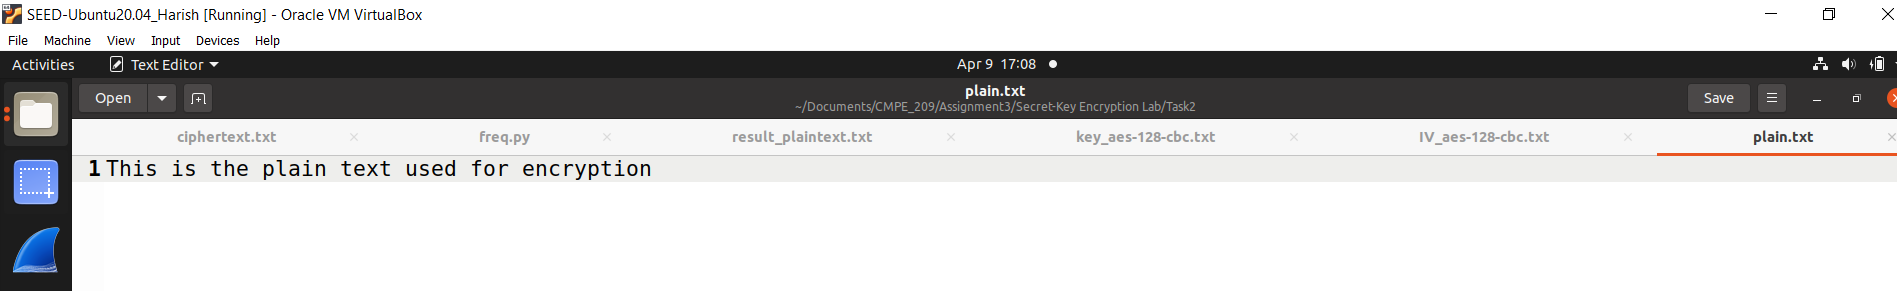 SEED-Ubuntu20.04_Harish [Running] - Oracle VM VirtualBox
File Machine View Input Devices Help
Activities Text Editor Apr 9 17:08
Open plain.txt Save
~/Documents/CMPE_209/Assignment3/Secret-Key Encryption Lab/Task2
ciphertext.txt freq.py result_plaintext.txt key_aes-128-cbc.txt IV_aes-128-cbc.txt plain.txt
1 This is the plain text used for encryption